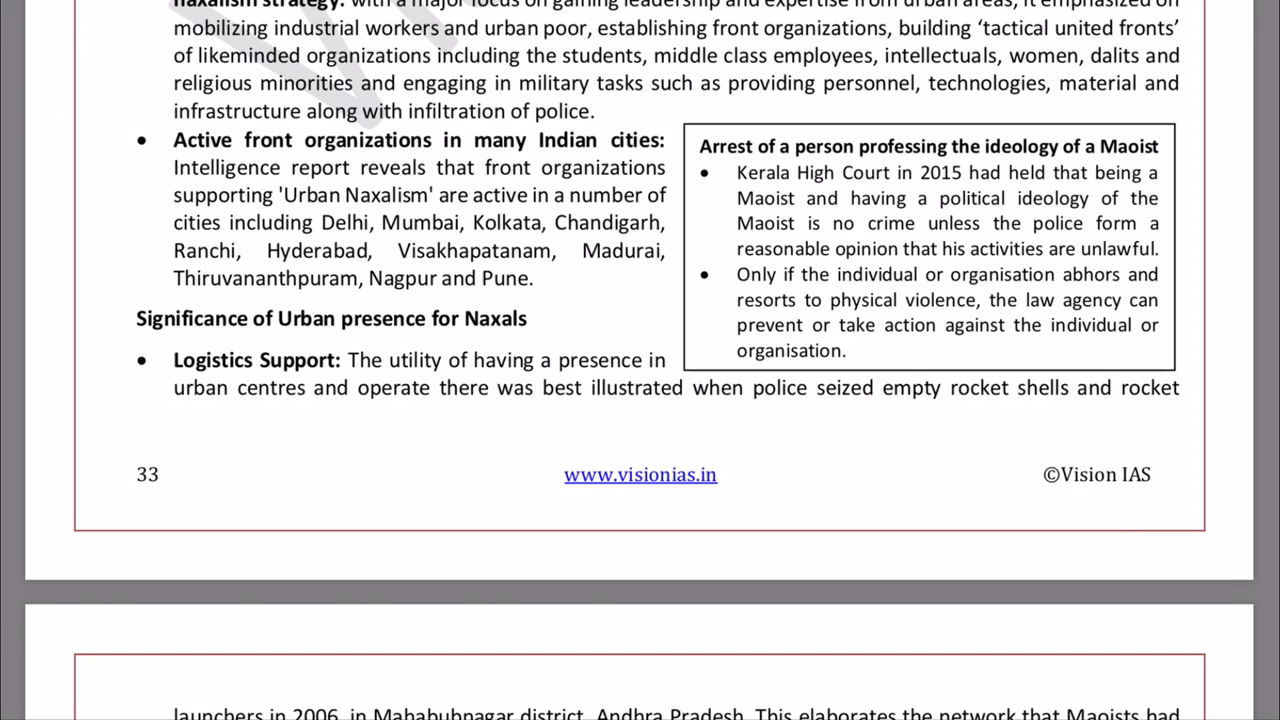 naxalism strategy: with a major focus on gaining leadership and expertise from urban areas, it emphasized on
mobilizing industrial workers and urban poor, establishing front organizations, building ‘tactical united fronts’
of likeminded organizations including the students, middle class employees, intellectuals, women, dalits and
religious minorities and engaging in military tasks such as providing personnel, technologies, material and
infrastructure along with infiltration of police.
• Active front organizations in many Indian cities:
Intelligence report reveals that front organizations
supporting 'Urban Naxalism' are active in a number of
cities including Delhi, Mumbai, Kolkata, Chandigarh,
Ranchi, Hyderabad, Visakhapatanam, Madurai,
Thiruvananthpuram, Nagpur and Pune.
Arrest of a person professing the ideology of a Maoist
• Kerala High Court in 2015 had held that being a
Maoist and having a political ideology of the
Maoist is no crime unless the police form a
reasonable opinion that his activities are unlawful.
• Only if the individual or organisation abhors and
resorts to physical violence, the law agency can
prevent or take action against the individual or
organisation.
Significance of Urban presence for Naxals
• Logistics Support: The utility of having a presence in
urban centres and operate there was best illustrated when police seized empty rocket shells and rocket
33 www.visionias.in ©Vision IAS
launchers in 2006, in Mahabubnagar district, Andhra Pradesh. This elaborates the network that Maoists had